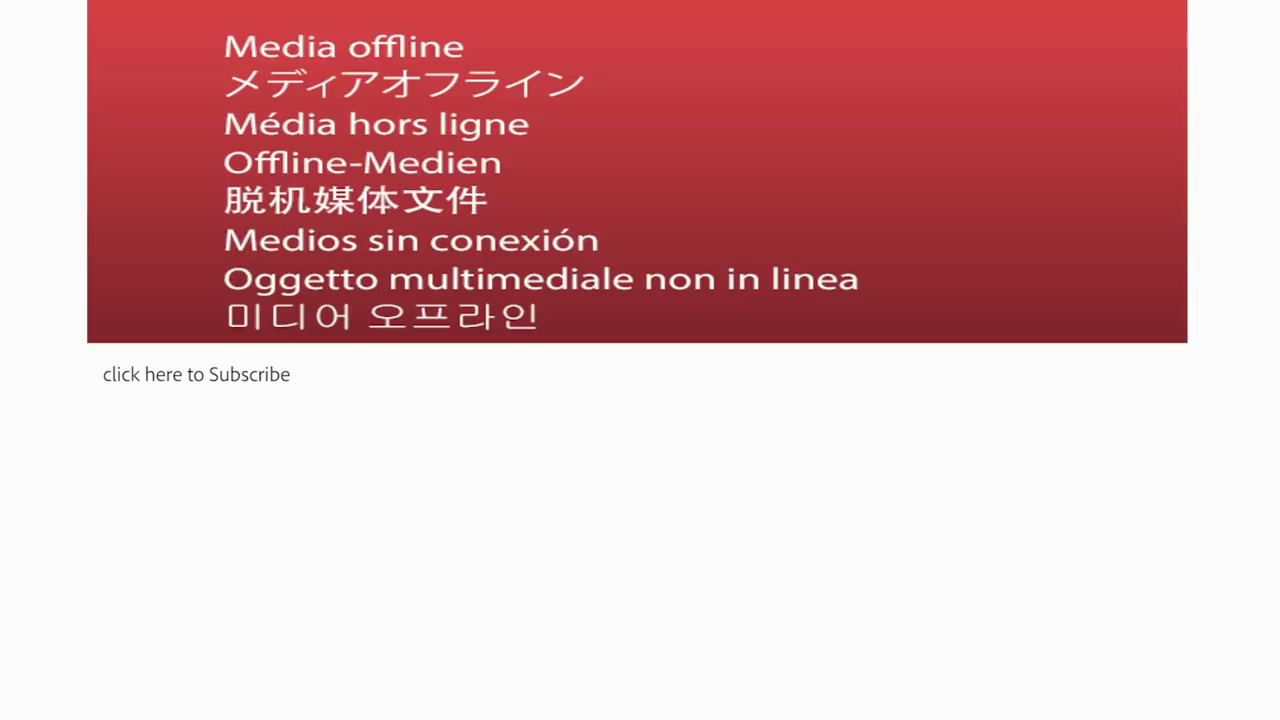 Media offline
メディアオフライン
Média hors ligne
Offline-Medien
脱机媒体文件
Medios sin conexión
Oggetto multimediale non in linea
미디어 오프라인
click here to Subscribe